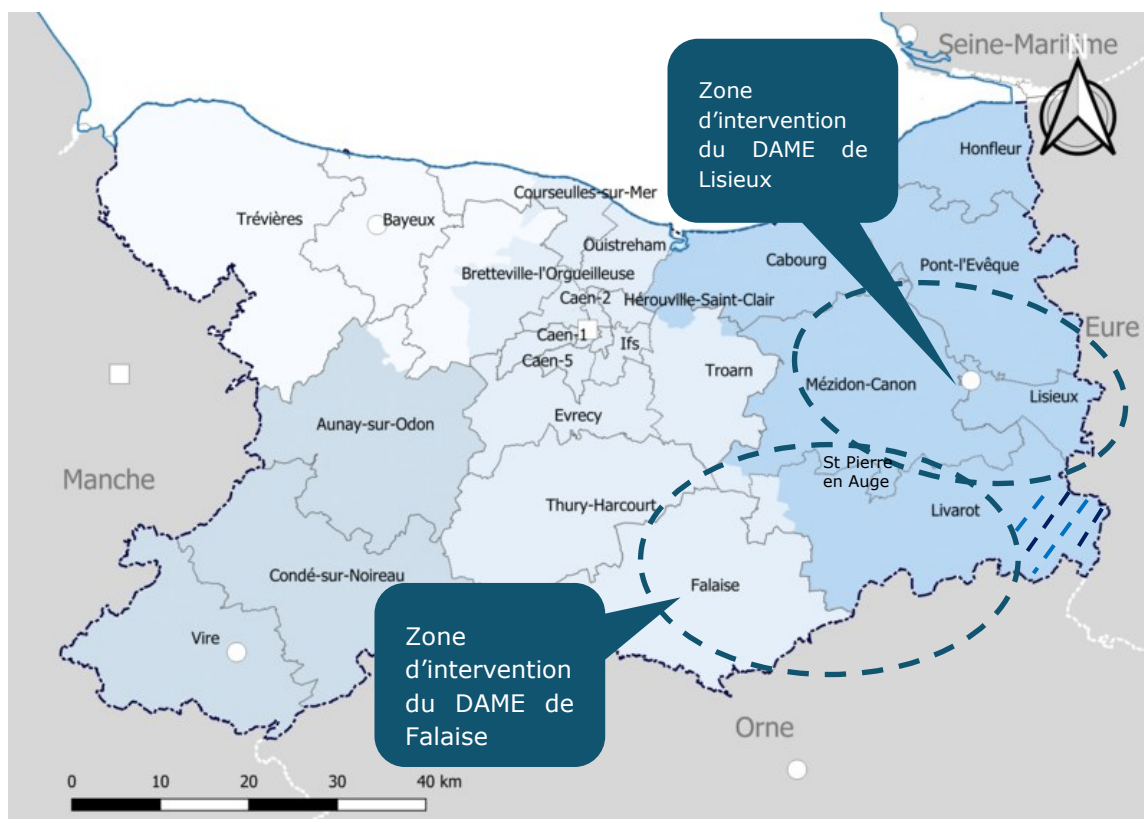 Seine-Maritime
N
Zone
d'intervention
du DAME de
Lisieux
Honfleur
Courseulles-sur-Mer
Trévières
Bayeux
Ouistreham
Cabourg
Pont-l'Evêque
Bretteville-l'Orgueilleuse
Caen-2
Hérouville-Saint-Clair
Eure
Caen-1
Ifs
Caen-5
Troarn
Mézidon-Canon
Lisieux
Evrecy
Aunay-sur-Odon
St Pierre
en Auge
Manche
Thury-Harcourt
Livarot
Condé-sur-Noireau
Falaise
Vire
Zone
d'intervention
du DAME de
Falaise
Orne
0 10 20 30 40 km